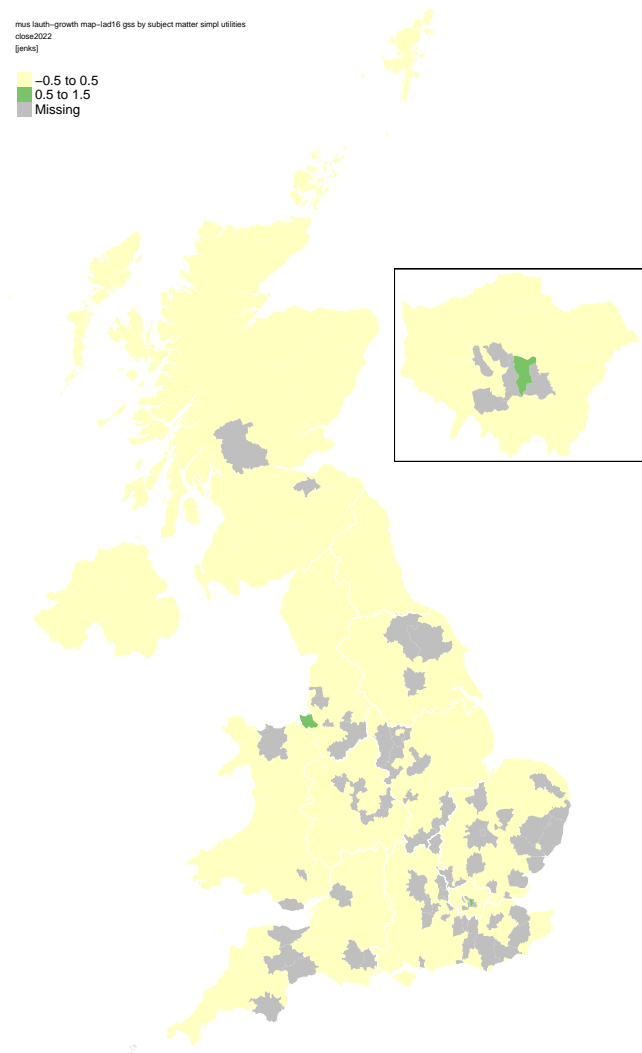 mus lauth−growth map−lad16 gss by subject matter simpl utilities
close2022
[jenks]
−0.5 to 0.5
0.5 to 1.5
Missing